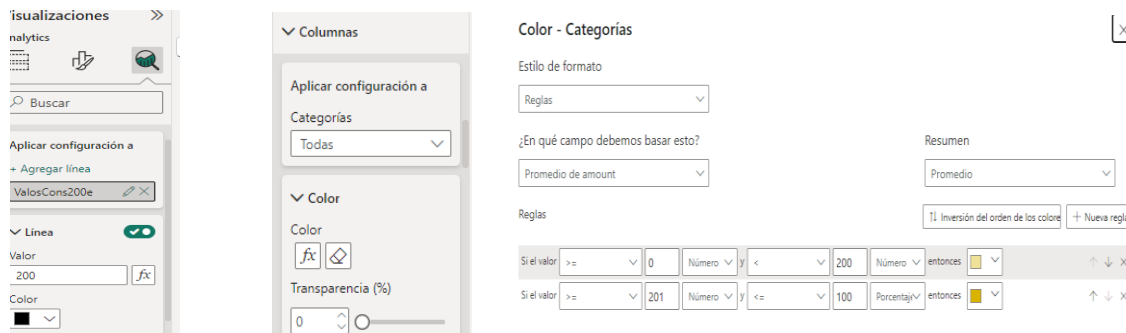 isualizaciones
nalytics
Buscar
Aplicar configuración a
+ Agregar línea
ValosCons200e
Línea
Valor
200
fx
Color
Columnas
Aplicar configuración a
Categorías
Todas
Color
Color
fx
Transparencia (%)
0
Color - Categorías
Estilo de formato
Reglas
¿En qué campo debemos basar esto?
Resumen
Promedio de amount
Promedio
Reglas
Inversión del orden de los colore
+ Nueva regla
Si el valor >= 0 Número y < 200 Número entonces
Si el valor >= 201 Número y <= 100 Porcentaje entonces